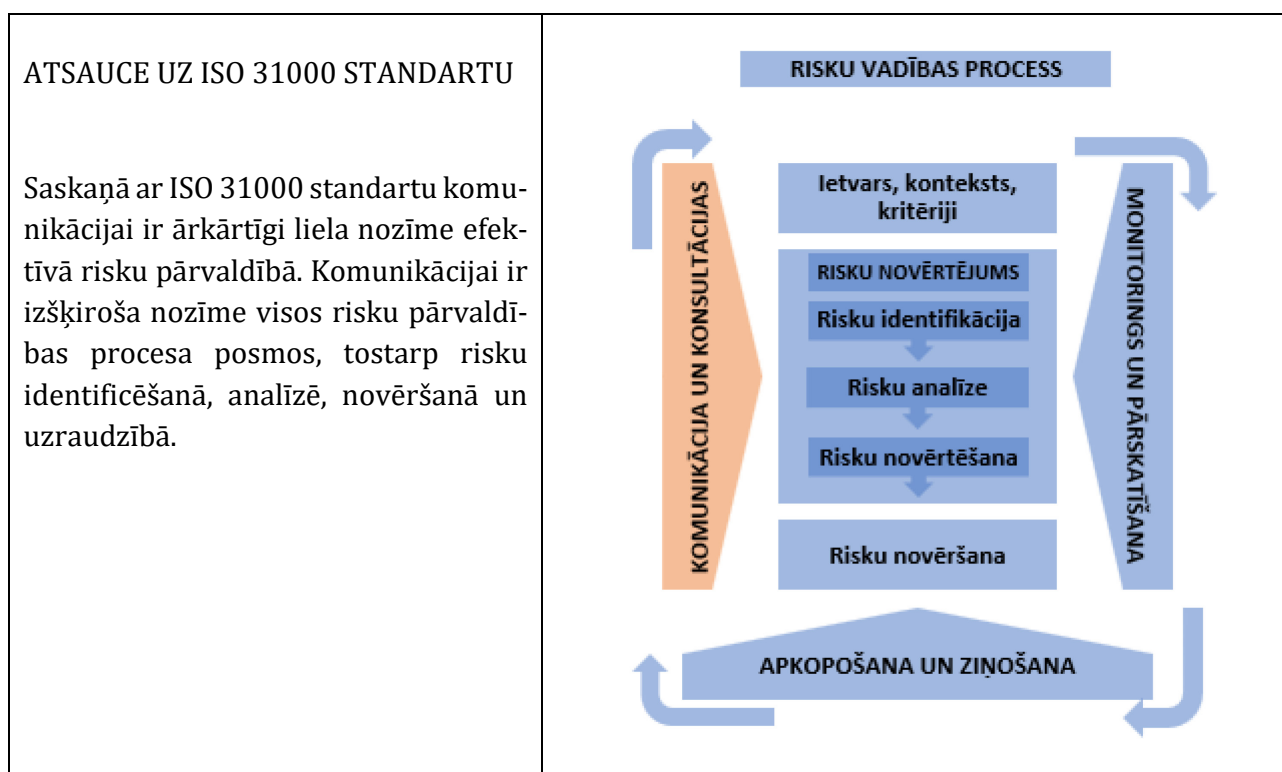 ATSAUCE UZ ISO 31000 STANDARTU
Saskaņā ar ISO 31000 standartu komu-
nikācijai ir ārkārtīgi liela nozīme efek-
tīvā risku pārvaldībā. Komunikācijai ir
izšķiroša nozīme visos risku pārvaldī-
bas procesa posmos, tostarp risku
identificēšanā, analīzē, novēršanā un
uzraudzībā.
RISKU VADĪBAS PROCESS
KOMUNIKĀCIJA UN KONSULTĀCIJAS
Ietvars, konteksts,
kritēriji
RISKU NOVĒRTĒJUMS
Risku identifikācija
Risku analīze
Risku novērtēšana
Risku novēršana
MONITORINGS UN PĀRSKATĪŠANA
APKOPOŠANA UN ZIŅOŠANA